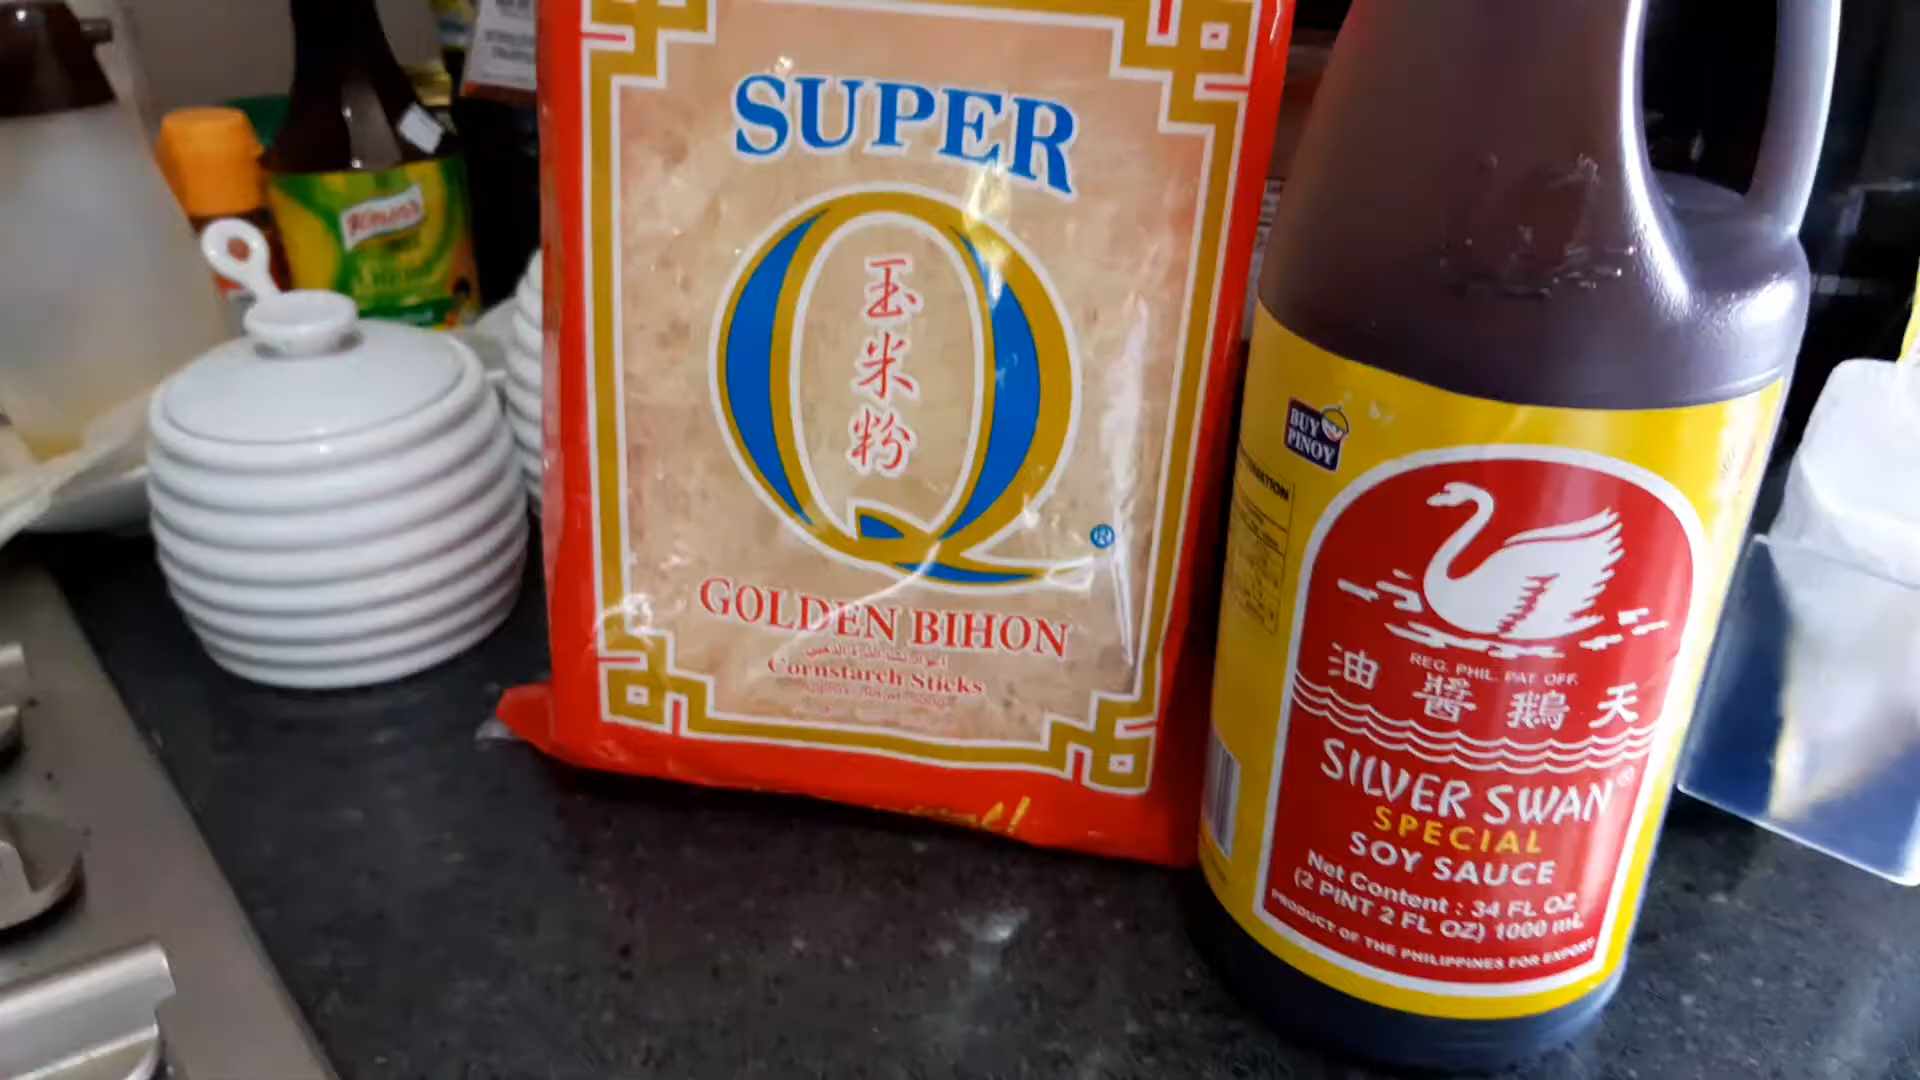 Knorr
SUPER
Q
玉
米
粉
®
GOLDEN BIHON
Cornstarch Sticks
BUY
PINOY
REG. PHIL. PAT. OFF.
油醬鵝天
SILVER SWAN®
SPECIAL
SOY SAUCE
Net Content : 34 FL OZ
(2 PINT 2 FL OZ) 1000 mL
PRODUCT OF THE PHILIPPINES FOR EXPORT